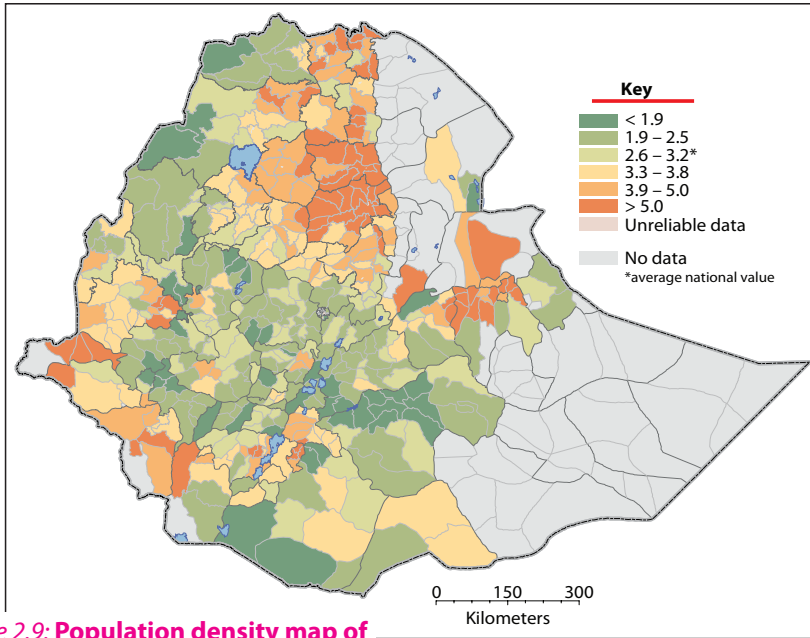 Key
< 1.9
1.9 – 2.5
2.6 – 3.2*
3.3 – 3.8
3.9 – 5.0
> 5.0
Unreliable data
No data
*average national value
0 150 300
Kilometers
2.9: Population density map of